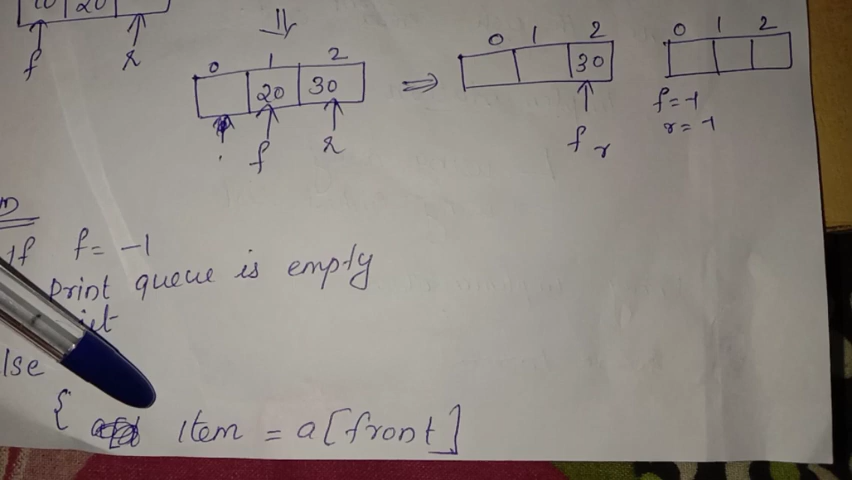 20
f r
0 1 2
20 30
f r
0 1 2
30
f r
0 1 2
f = -1
r = -1
If f = -1
Print queue is empty
else
{ item = a[front]